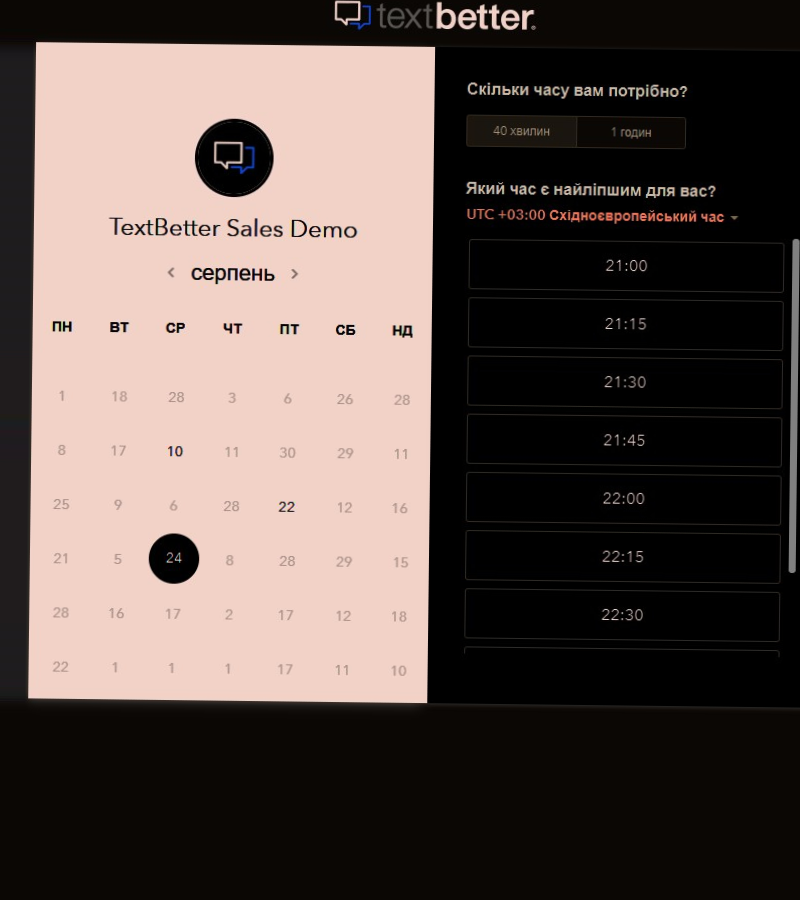 textbetter®
TextBetter Sales Demo
серпень
ПН ВТ СР ЧТ ПТ СБ НД
1 18 28 3 6 26 28
8 17 10 11 30 29 11
25 9 6 28 22 12 16
21 5 24 8 28 29 15
28 16 17 2 17 12 18
22 1 1 1 17 11 10
Скільки часу вам потрібно?
40 хвилин 1 годин
Який час є найліпшим для вас?
UTC +03:00 Східноєвропейський час
21:00
21:15
21:30
21:45
22:00
22:15
22:30